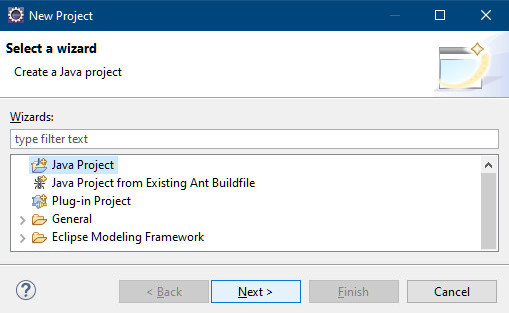 New Project
Select a wizard
Create a Java project
Wizards:
type filter text
Java Project
Java Project from Existing Ant Buildfile
Plug-in Project
General
Eclipse Modeling Framework
? < Back Next > Finish Cancel